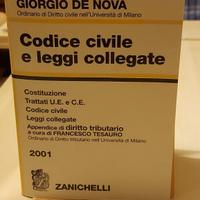 GIORGIO DE NOVA
Ordinario di Diritto civile nell'Università di Milano
Codice civile
e leggi collegate
Costituzione
Trattati U.E. e C.E.
Codice civile
Leggi collegate
Appendice di diritto tributario
a cura di FRANCESCO TESAURO
Ordinario di Diritto tributario nell'Università di Milano
2001
ZANICHELLI